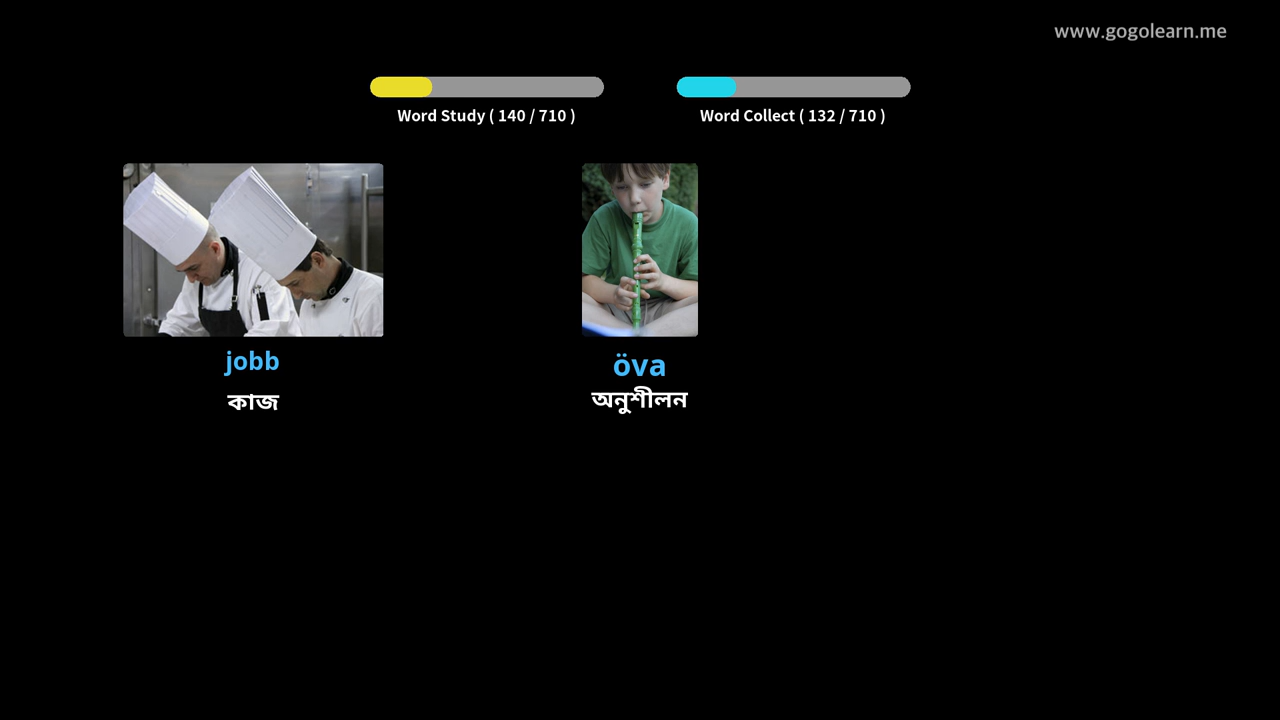 www.gogolearn.me
Word Study ( 140 / 710 )
Word Collect ( 132 / 710 )
jobb
কাজ
öva
অনুশীলন